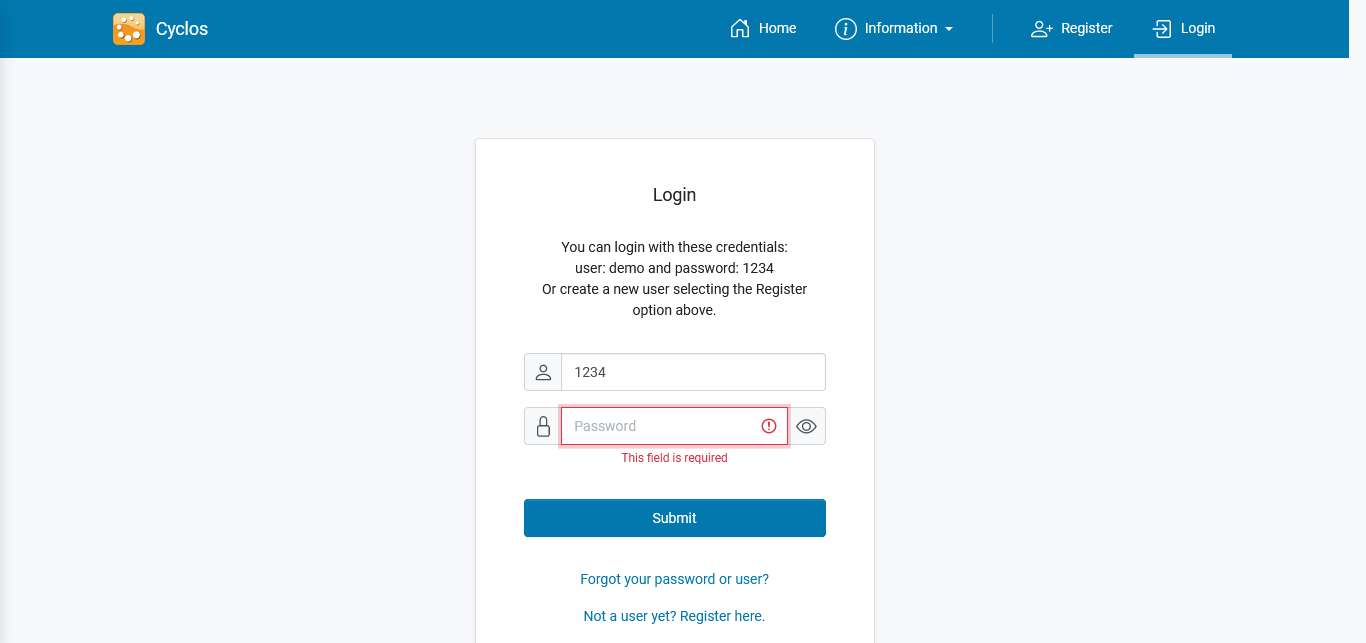 Cyclos
Home
Information
Register
Login
Login
You can login with these credentials:
user: demo and password: 1234
Or create a new user selecting the Register
option above.
1234
Password
This field is required
Submit
Forgot your password or user?
Not a user yet? Register here.